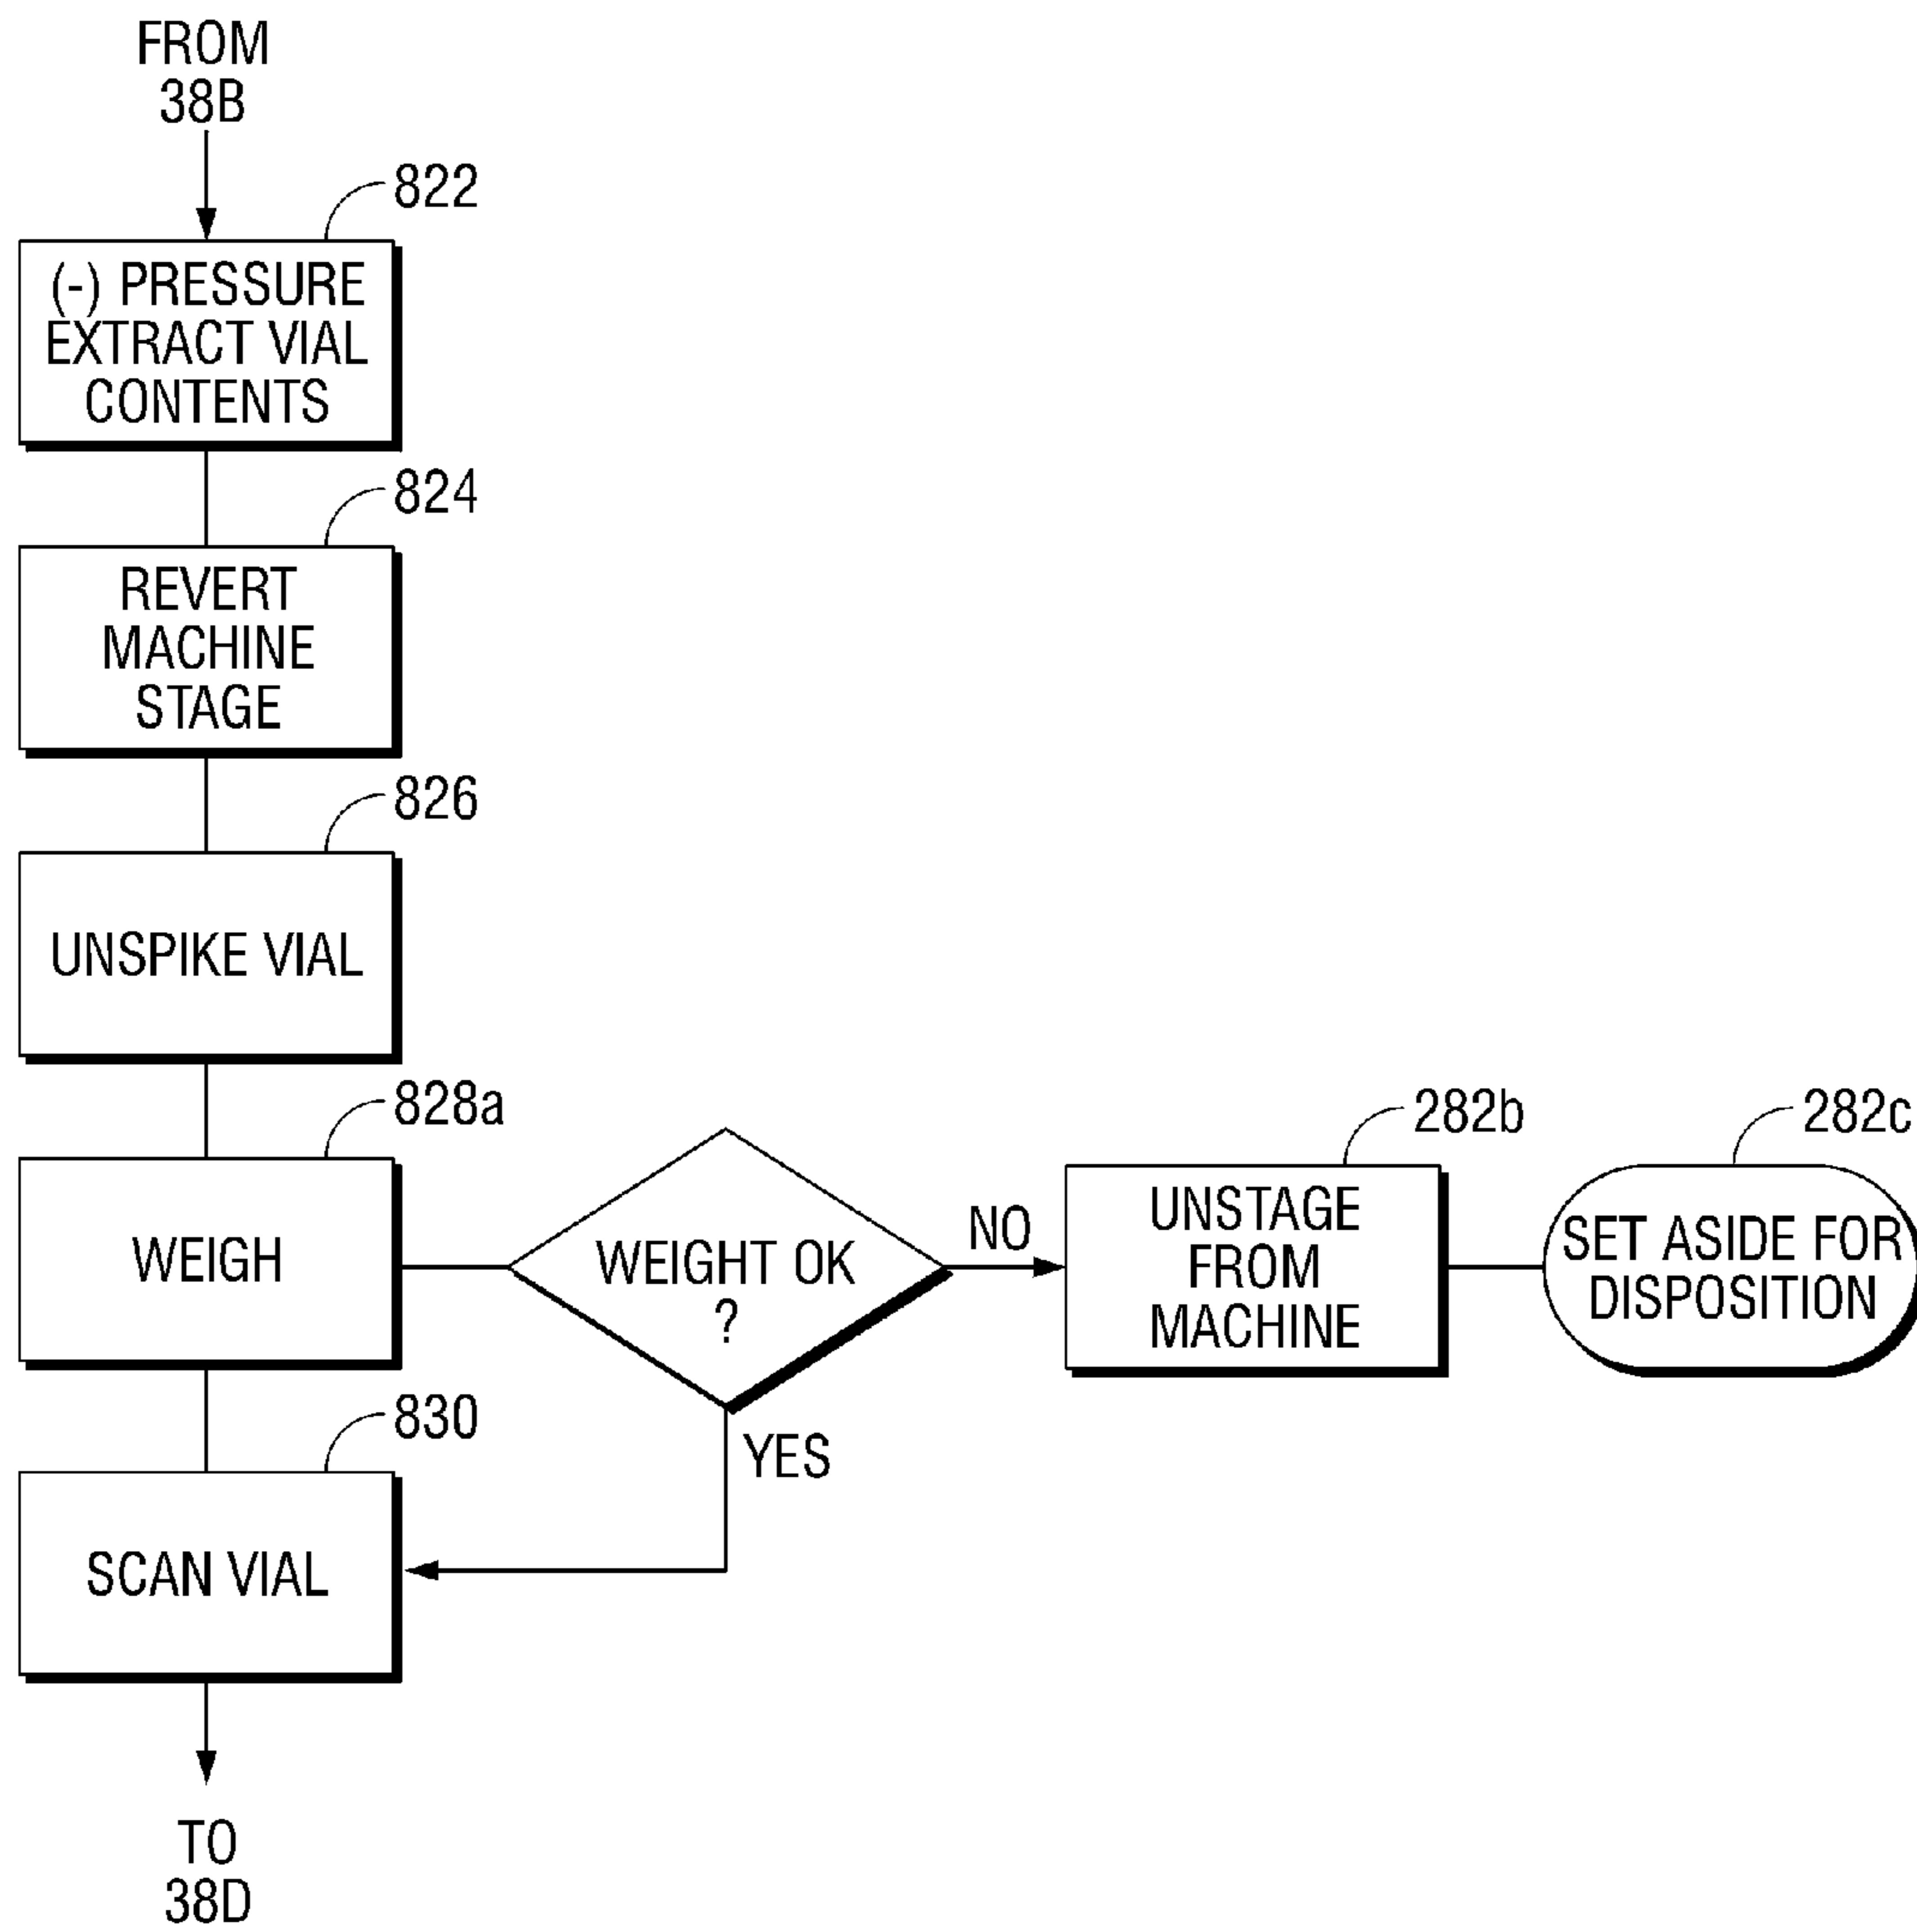 FROM
38B
822
(-) PRESSURE
EXTRACT VIAL
CONTENTS
824
REVERT
MACHINE
STAGE
826
UNSPIKE VIAL
828a
WEIGH
WEIGHT OK
?
NO
YES
282b
UNSTAGE
FROM
MACHINE
282c
SET ASIDE FOR
DISPOSITION
830
SCAN VIAL
TO
38D